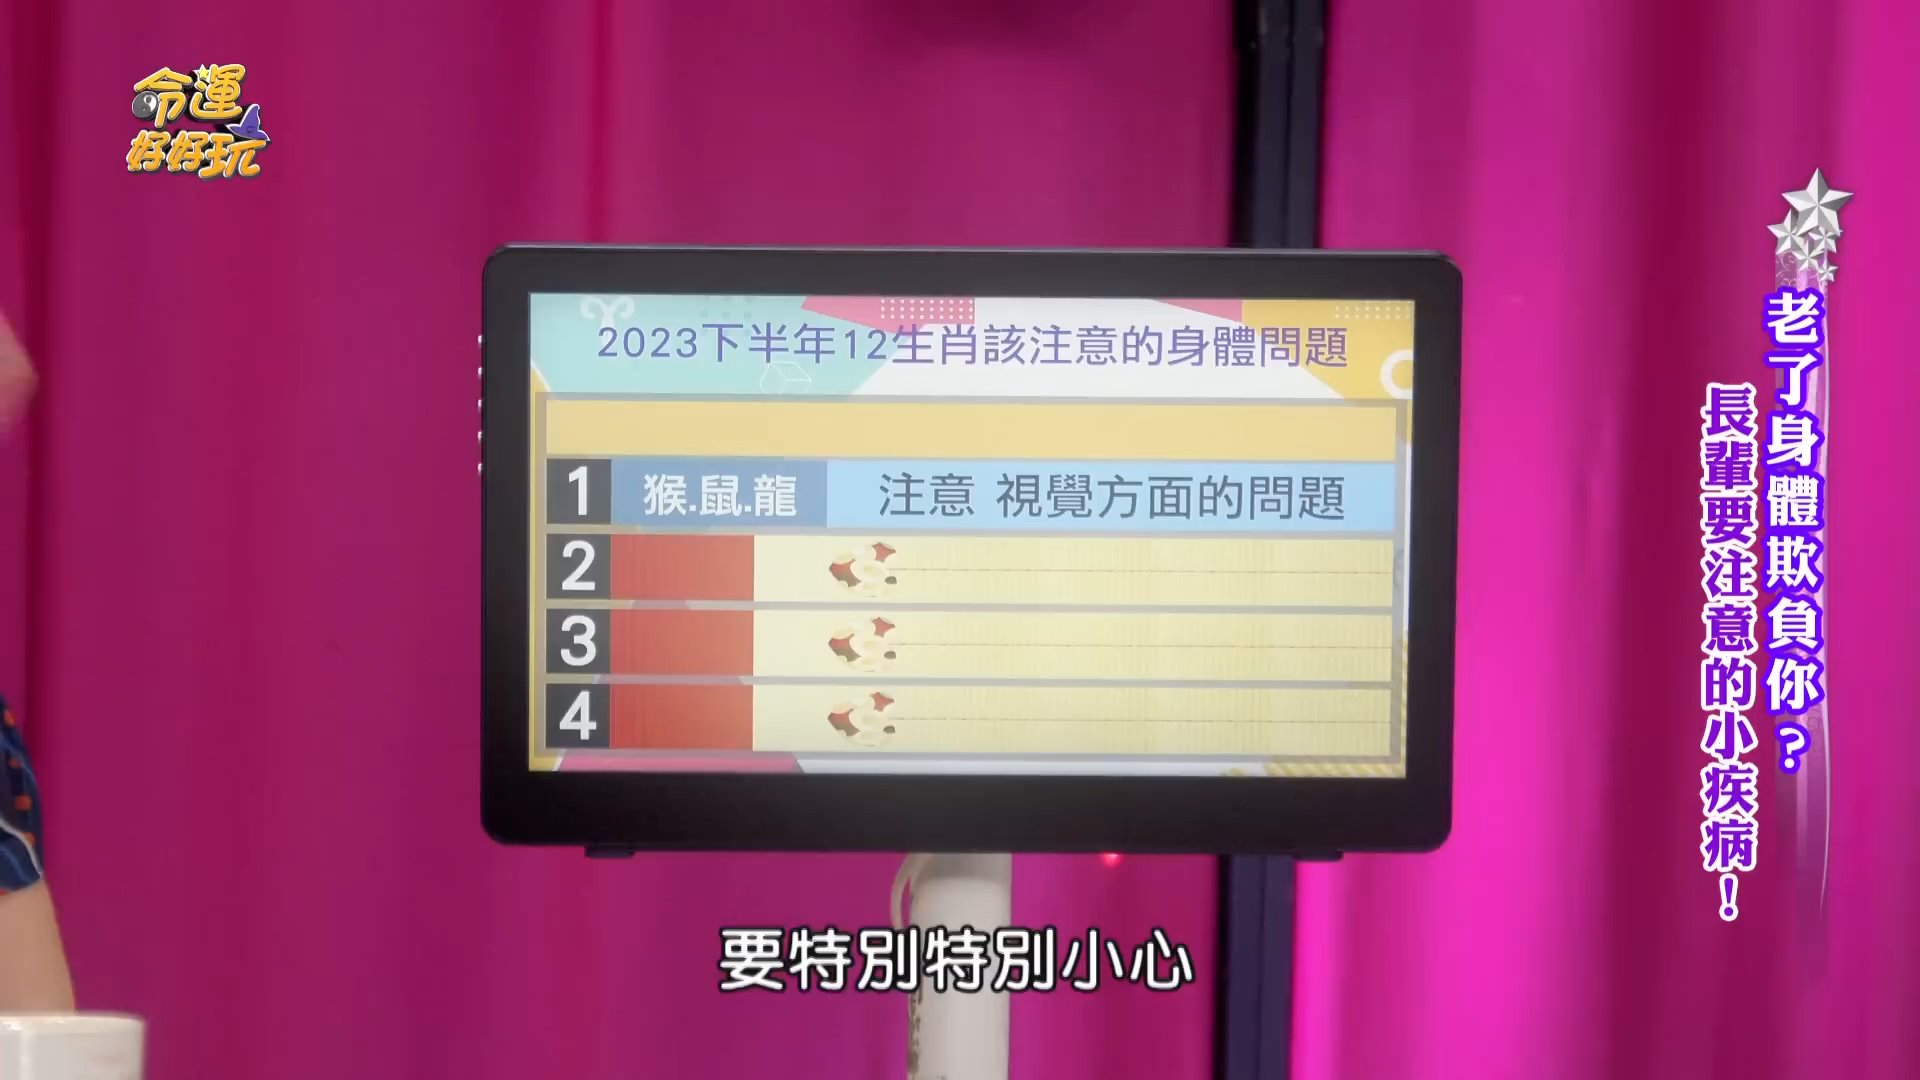 命運
好好玩
2023下半年12生肖該注意的身體問題
1 猴.鼠.龍 注意 視覺方面的問題
2
3
4
老了身體欺負你？
長輩要注意的小疾病！
要特別特別小心